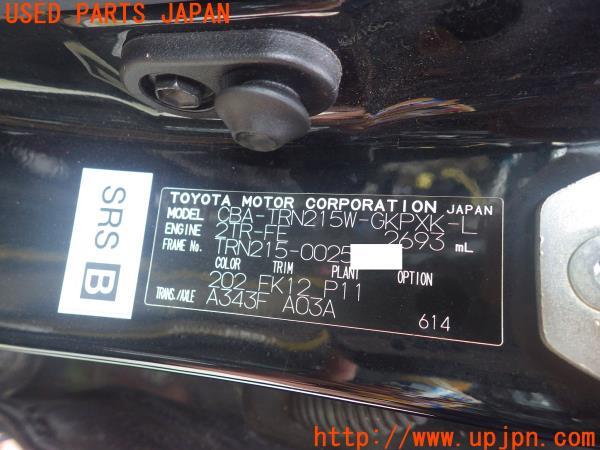 USED PARTS JAPAN
SRS B
TOYOTA MOTOR CORPORATION JAPAN
MODEL CBA-TRN215W-GKPXK-L
ENGINE 2TR-FE 2693 mL
FRAME No. TRN215-0025
COLOR TRIM PLANT OPTION
202 FK12 P11
TRANS./AXLE A343F A03A
614
http://www.upjpn.com/